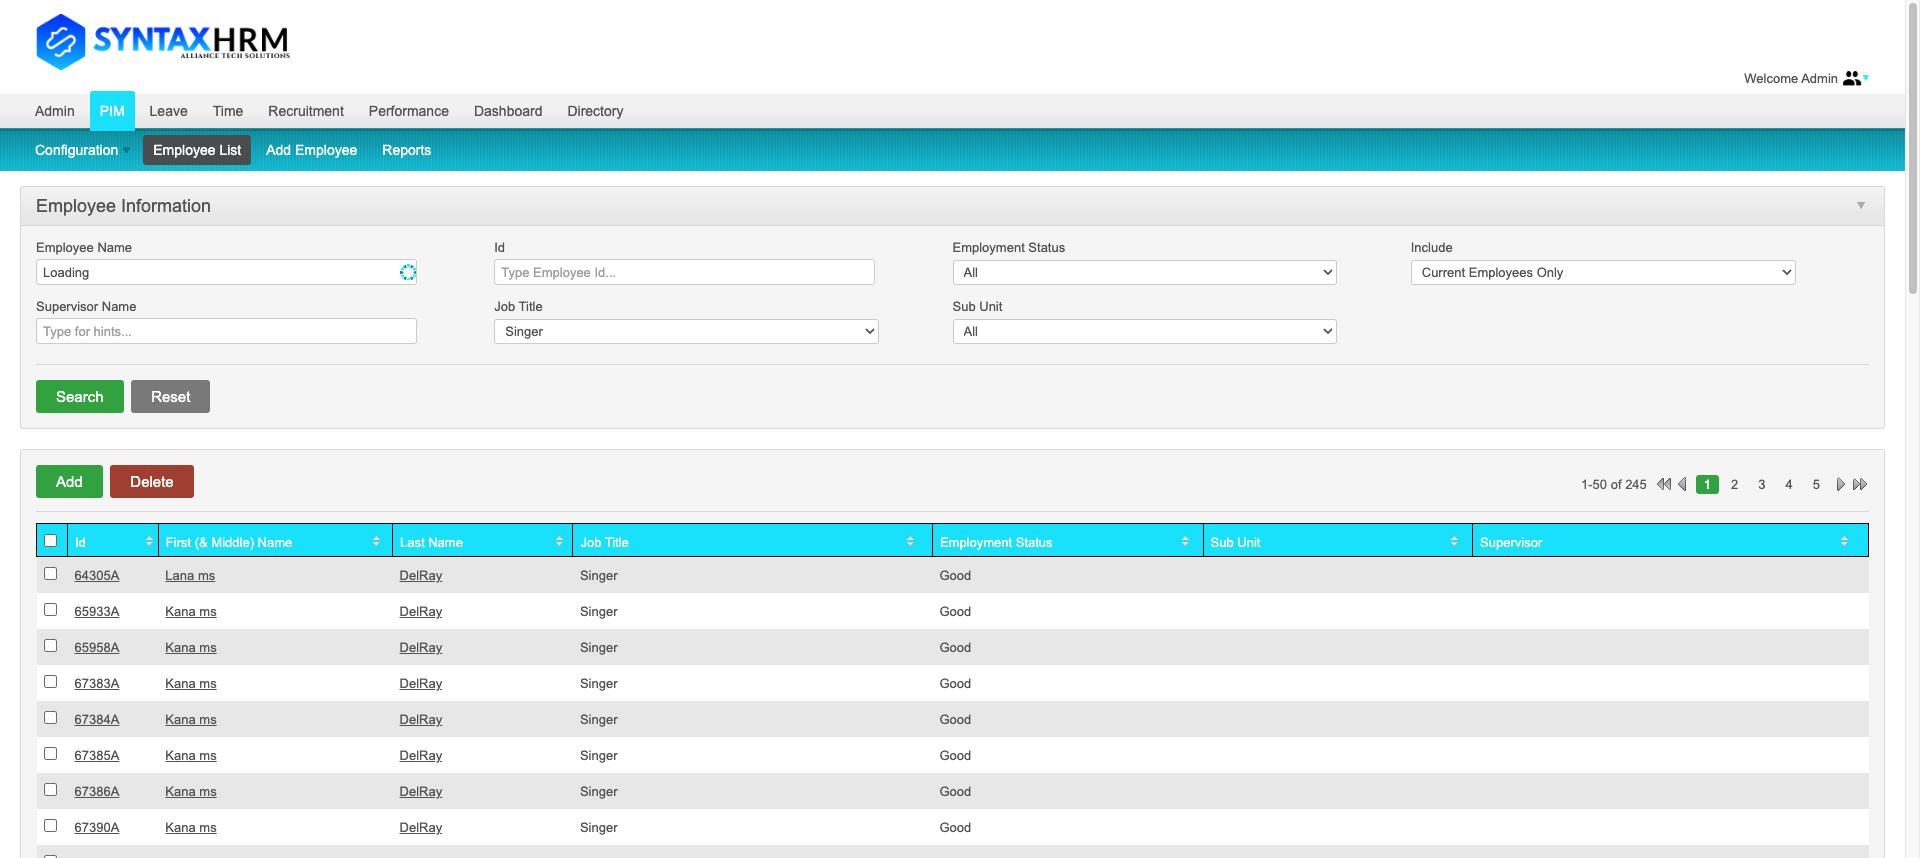 SYNTAXHRM
ALLIANCE TECH SOLUTIONS
Welcome Admin
Admin PIM Leave Time Recruitment Performance Dashboard Directory
Configuration Employee List Add Employee Reports
Employee Information
Employee Name Id Employment Status Include
Loading Type Employee Id... All Current Employees Only
Supervisor Name Job Title Sub Unit
Type for hints... Singer All
Search Reset
Add Delete 1-50 of 245 1 2 3 4 5
Id First (& Middle) Name Last Name Job Title Employment Status Sub Unit Supervisor
64305A Lana ms DelRay Singer Good
65933A Kana ms DelRay Singer Good
65958A Kana ms DelRay Singer Good
67383A Kana ms DelRay Singer Good
67384A Kana ms DelRay Singer Good
67385A Kana ms DelRay Singer Good
67386A Kana ms DelRay Singer Good
67390A Kana ms DelRay Singer Good